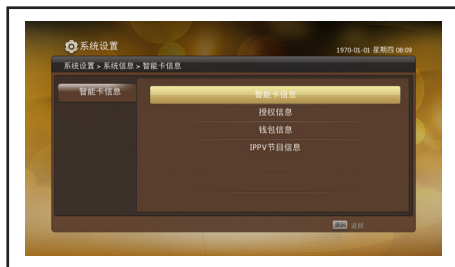 系统设置
1970-01-01 星期四 08:09
系统设置 > 系统信息 > 智能卡信息
智能卡信息
智能卡信息
授权信息
钱包信息
IPPV节目信息
返回 返回